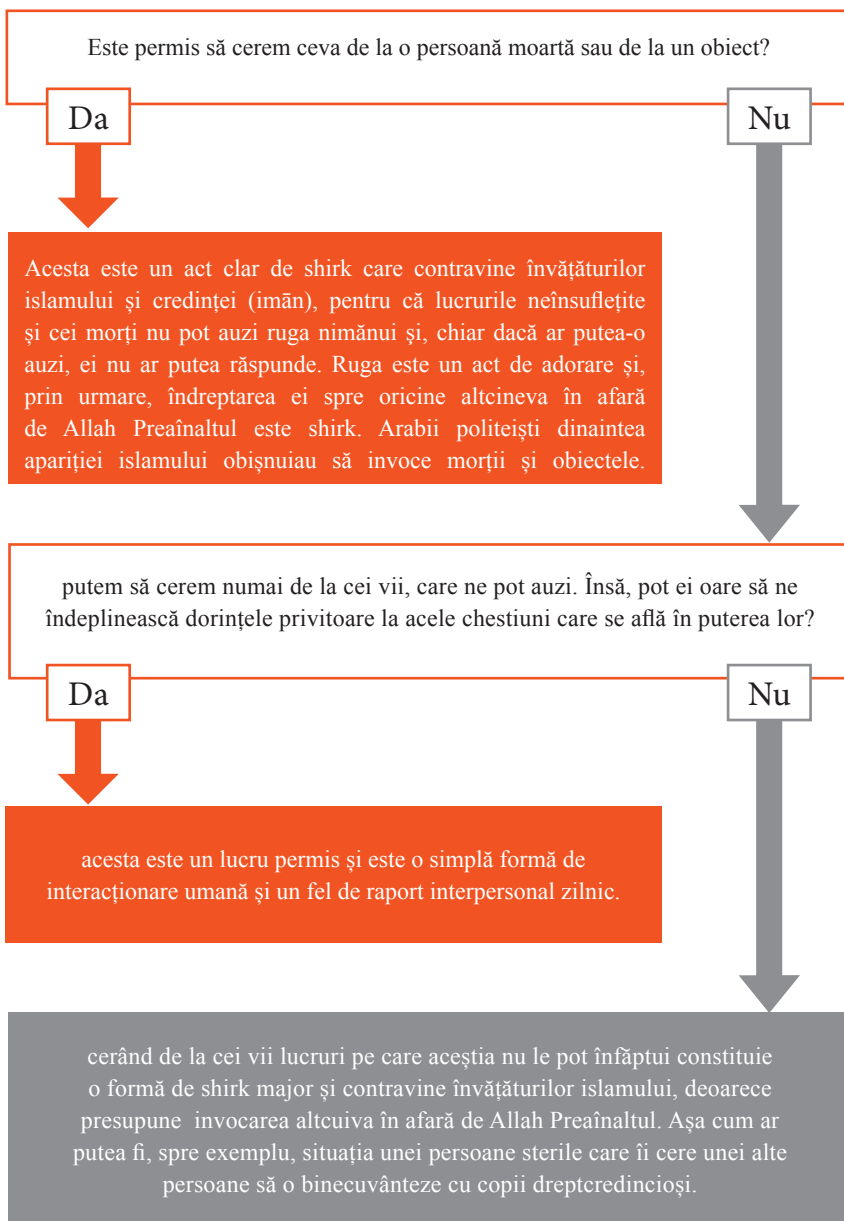 Este permis să cerem ceva de la o persoană moartă sau de la un obiect?
Da
Nu
Acesta este un act clar de shirk care contravine învățăturilor
islamului și credinței (imān), pentru că lucrurile neînsuflețite
și cei morți nu pot auzi ruga nimănui şi, chiar dacă ar putea-o
auzi, ei nu ar putea răspunde. Ruga este un act de adorare și,
prin urmare, îndreptarea ei spre oricine altcineva în afară
de Allah Preaînaltul este shirk. Arabii politeiști dinaintea
apariției islamului obișnuiau să invoce morții și obiectele.
putem să cerem numai de la cei vii, care ne pot auzi. Însă, pot ei oare să ne
îndeplinească dorințele privitoare la acele chestiuni care se află în puterea lor?
Da
Nu
acesta este un lucru permis și este o simplă formă de
interacționare umană și un fel de raport interpersonal zilnic.
cerând de la cei vii lucruri pe care aceștia nu le pot înfăptui constituie
o formă de shirk major și contravine învățăturilor islamului, deoarece
presupune invocarea altcuiva în afară de Allah Preaînaltul. Așa cum ar
putea fi, spre exemplu, situația unei persoane sterile care îi cere unei alte
persoane să o binecuvânteze cu copii dreptcredincioși.